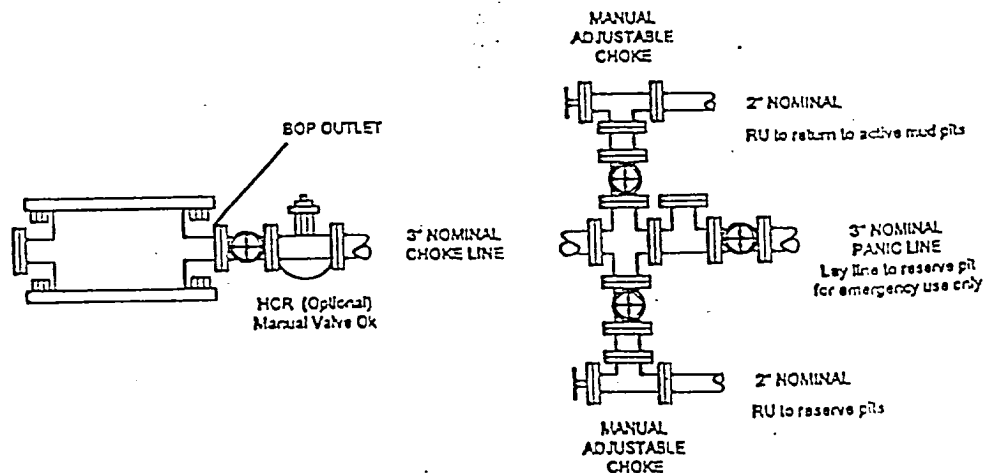 MANUAL
ADJUSTABLE
CHOKE
2" NOMINAL
RU to return to active mud pits
BOP OUTLET
3" NOMINAL
CHOKE LINE
HCR (Optional)
Manual Valve Ok
3" NOMINAL
PANIC LINE
Lay line to reserve pit
for emergency use only
2" NOMINAL
RU to reserve pits
MANUAL
ADJUSTABLE
CHOKE